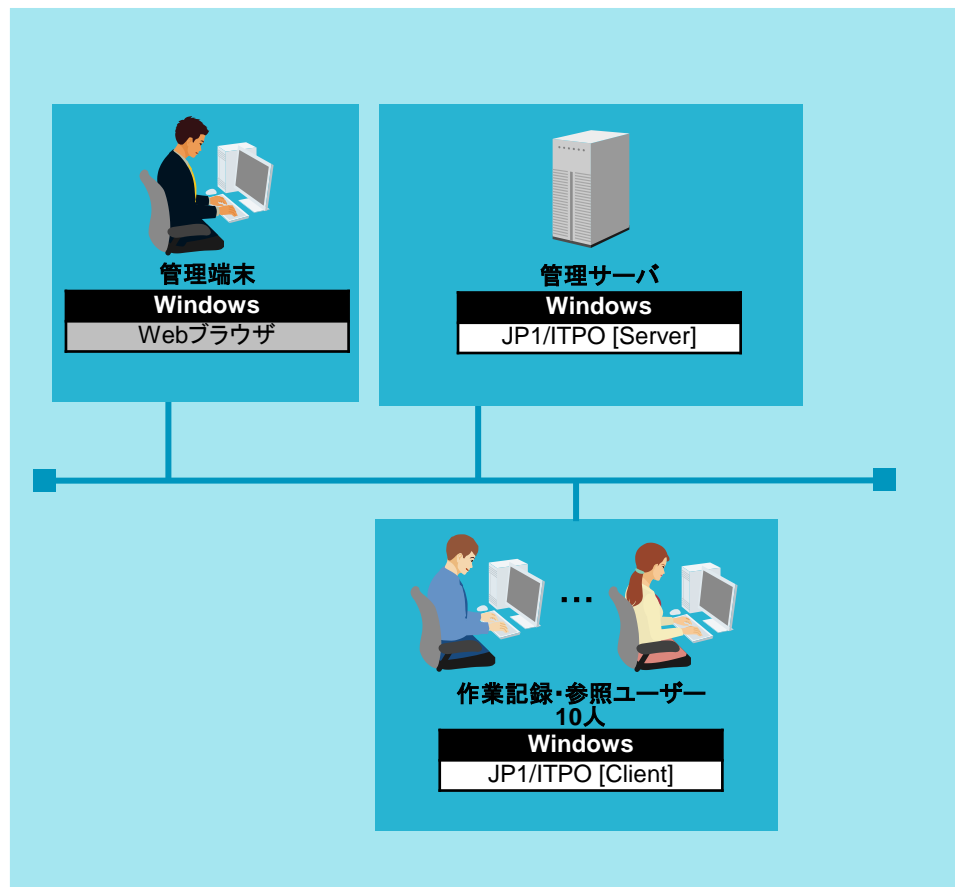 管理端末
Windows
Webブラウザ
管理サーバ
Windows
JP1/ITPO [Server]
…
作業記録・参照ユーザー
10人
Windows
JP1/ITPO [Client]